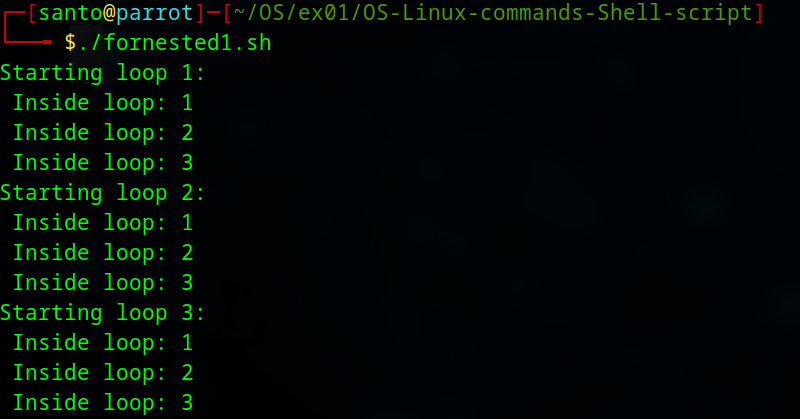 ┌─[santo@parrot]─[~/OS/ex01/OS-Linux-commands-Shell-script]
└──╼ $./fornested1.sh
Starting loop 1:
 Inside loop: 1
 Inside loop: 2
 Inside loop: 3
Starting loop 2:
 Inside loop: 1
 Inside loop: 2
 Inside loop: 3
Starting loop 3:
 Inside loop: 1
 Inside loop: 2
 Inside loop: 3